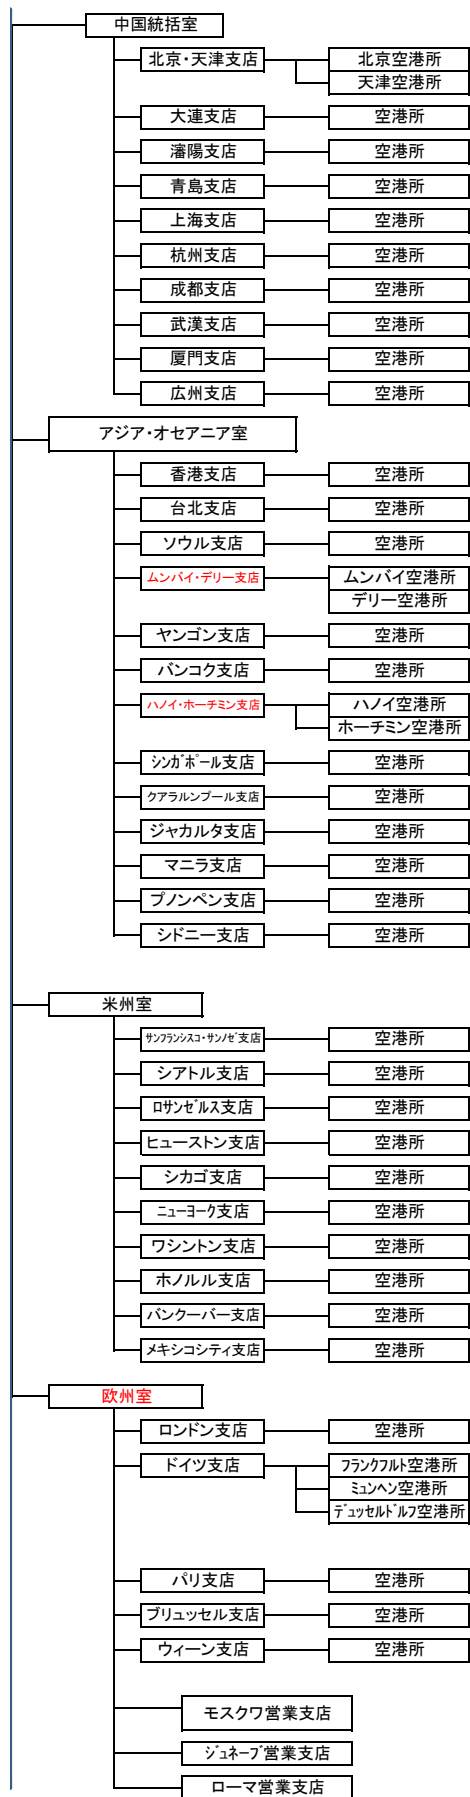 中国統括室
北京・天津支店 北京空港所
天津空港所
大連支店 空港所
瀋陽支店 空港所
青島支店 空港所
上海支店 空港所
杭州支店 空港所
成都支店 空港所
武漢支店 空港所
厦門支店 空港所
広州支店 空港所
アジア・オセアニア室
香港支店 空港所
台北支店 空港所
ソウル支店 空港所
ムンバイ・デリー支店 ムンバイ空港所
デリー空港所
ヤンゴン支店 空港所
バンコク支店 空港所
ハノイ・ホーチミン支店 ハノイ空港所
ホーチミン空港所
ｼﾝｶﾞﾎﾟｰﾙ支店 空港所
クアラルンプール支店 空港所
ジャカルタ支店 空港所
マニラ支店 空港所
プノンペン支店 空港所
シドニー支店 空港所
米州室
ｻﾝﾌﾗﾝｼｽｺ・ｻﾝﾉｾﾞ支店 空港所
シアトル支店 空港所
ﾛｻﾝｾﾞﾙｽ支店 空港所
ヒューストン支店 空港所
シカゴ支店 空港所
ﾆｭｰﾖｰｸ支店 空港所
ワシントン支店 空港所
ホノルル支店 空港所
バンクーバー支店 空港所
メキシコシティ支店 空港所
欧州室
ロンドン支店 空港所
ドイツ支店 ﾌﾗﾝｸﾌﾙﾄ空港所
ﾐｭﾝﾍﾝ空港所
ﾃﾞｭｯｾﾙﾄﾞﾙﾌ空港所
パリ支店 空港所
ブリュッセル支店 空港所
ウィーン支店 空港所
モスクワ営業支店
ｼﾞｭﾈｰﾌﾞ営業支店
ローマ営業支店